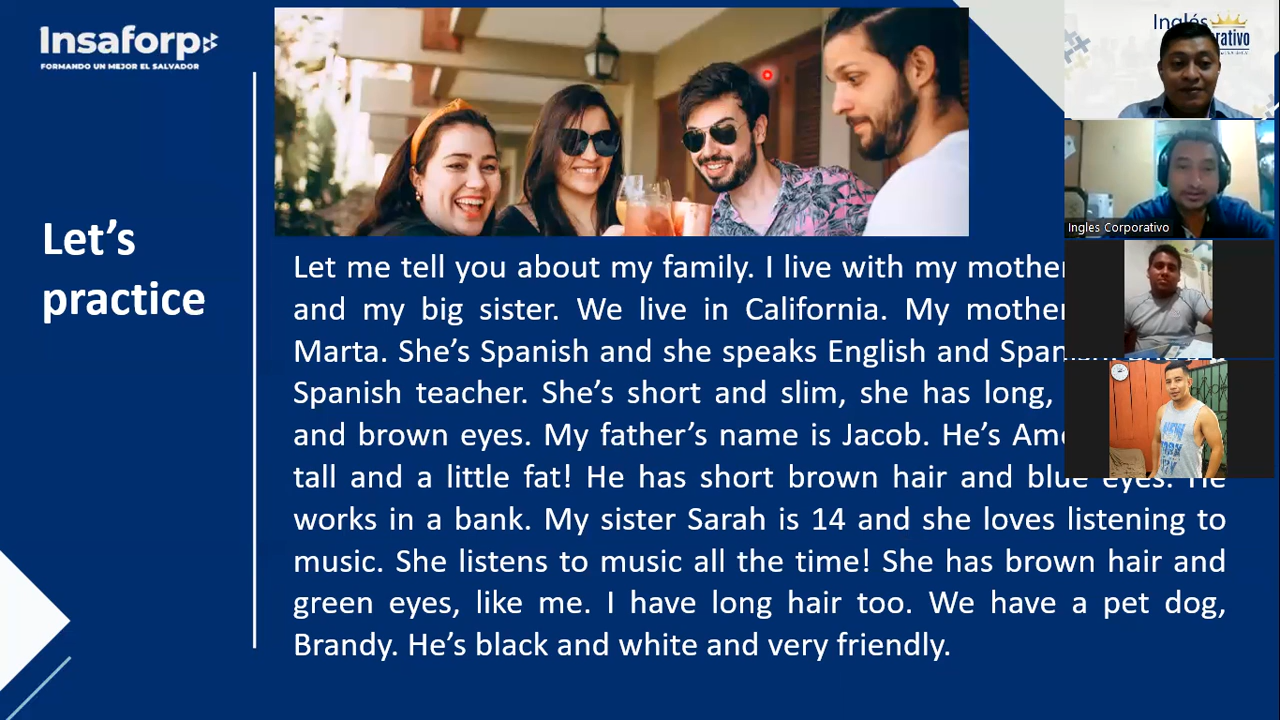 Insaforp
FORMANDO UN MEJOR EL SALVADOR
Let's
practice
Let me tell you about my family. I live with my mother
and my big sister. We live in California. My mother
Marta. She's Spanish and she speaks English and
Spanish teacher. She's short and slim, she has long,
and brown eyes. My father's name is Jacob. He's
tall and a little fat! He has short brown hair and blue eyes. He
works in a bank. My sister Sarah is 14 and she loves listening to
music. She listens to music all the time! She has brown hair and
green eyes, like me. I have long hair too. We have a pet dog,
Brandy. He's black and white and very friendly.
Inglés
Ingles Corporativo